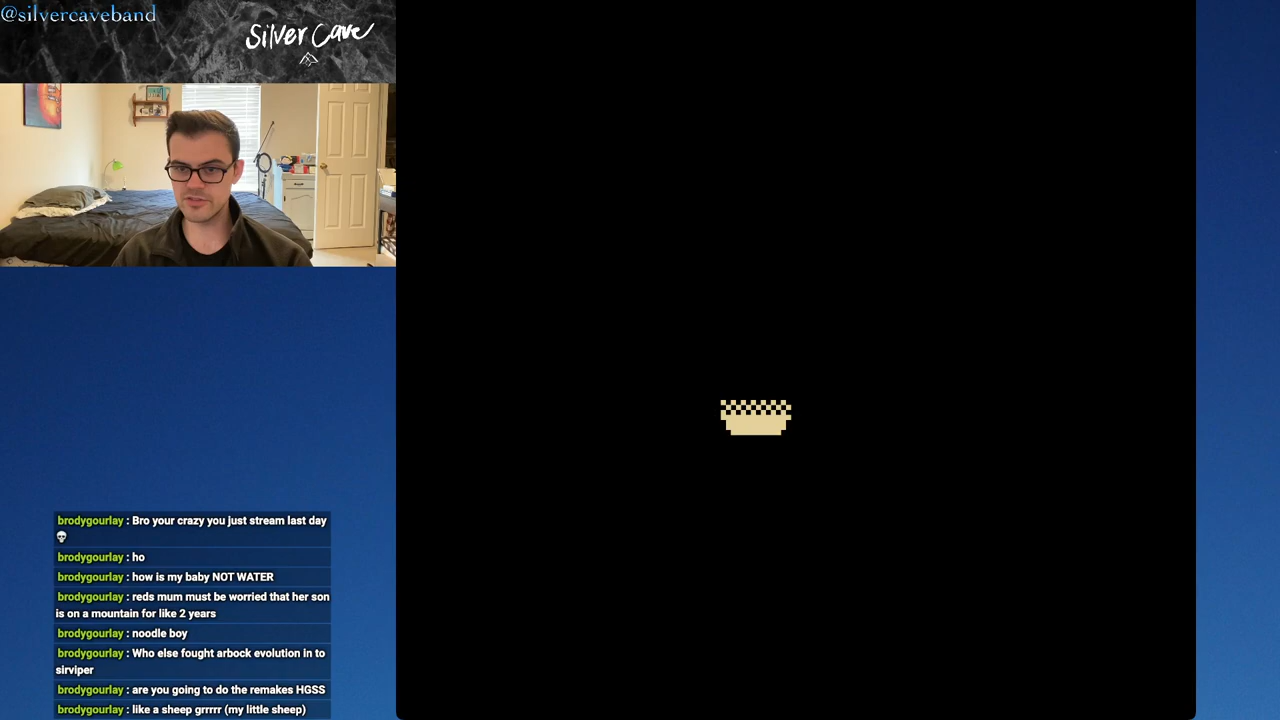 @silvercaveband
Silver Cave
brodygourlay : Bro your crazy you just stream last day
💀
brodygourlay : ho
brodygourlay : how is my baby NOT WATER
brodygourlay : reds mum must be worried that her son
is on a mountain for like 2 years
brodygourlay : noodle boy
brodygourlay : Who else fought arbock evolution in to
sirviper
brodygourlay : are you going to do the remakes HGSS
brodygourlay : like a sheep grrrrr (my little sheep)